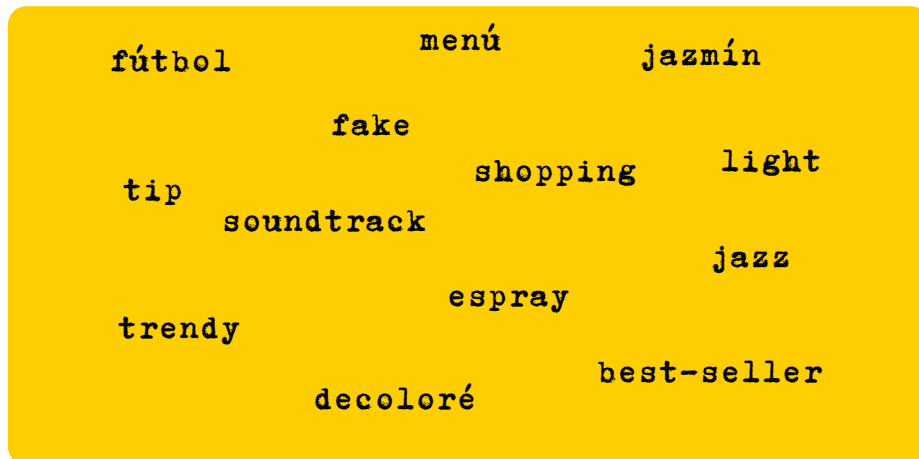 menú
fútbol
jazmín
fake
shopping
light
tip
soundtrack
jazz
espray
trendy
best-seller
decoloré